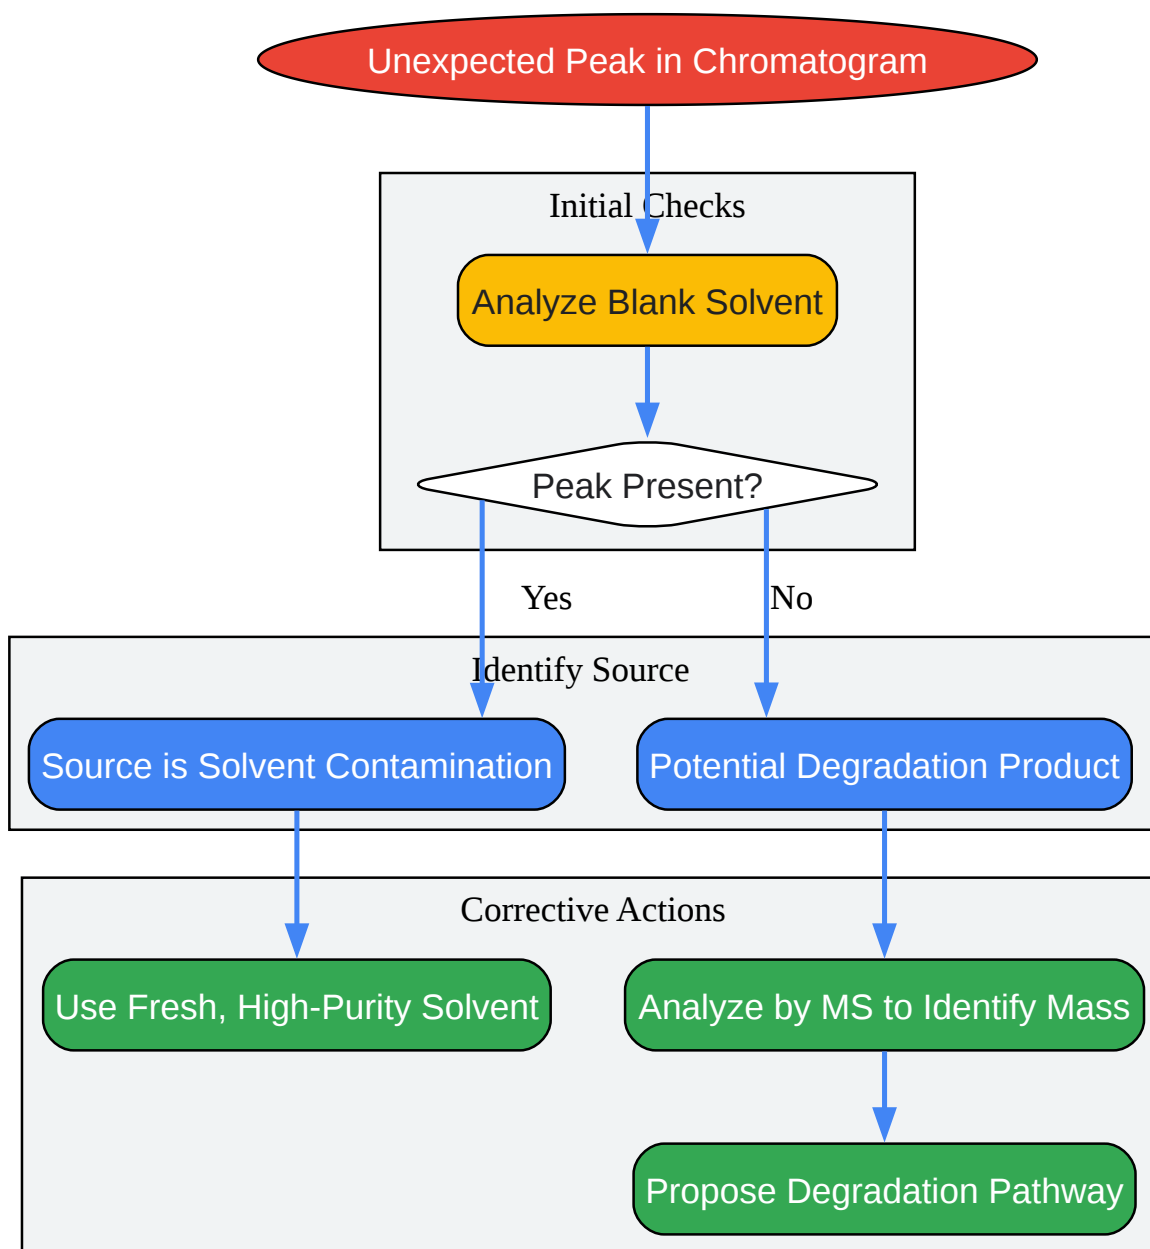 Unexpected Peak in Chromatogram
Initial Checks
Analyze Blank Solvent
Peak Present?
Yes
No
Identify Source
Source is Solvent Contamination
Potential Degradation Product
Corrective Actions
Use Fresh, High-Purity Solvent
Analyze by MS to Identify Mass
Propose Degradation Pathway